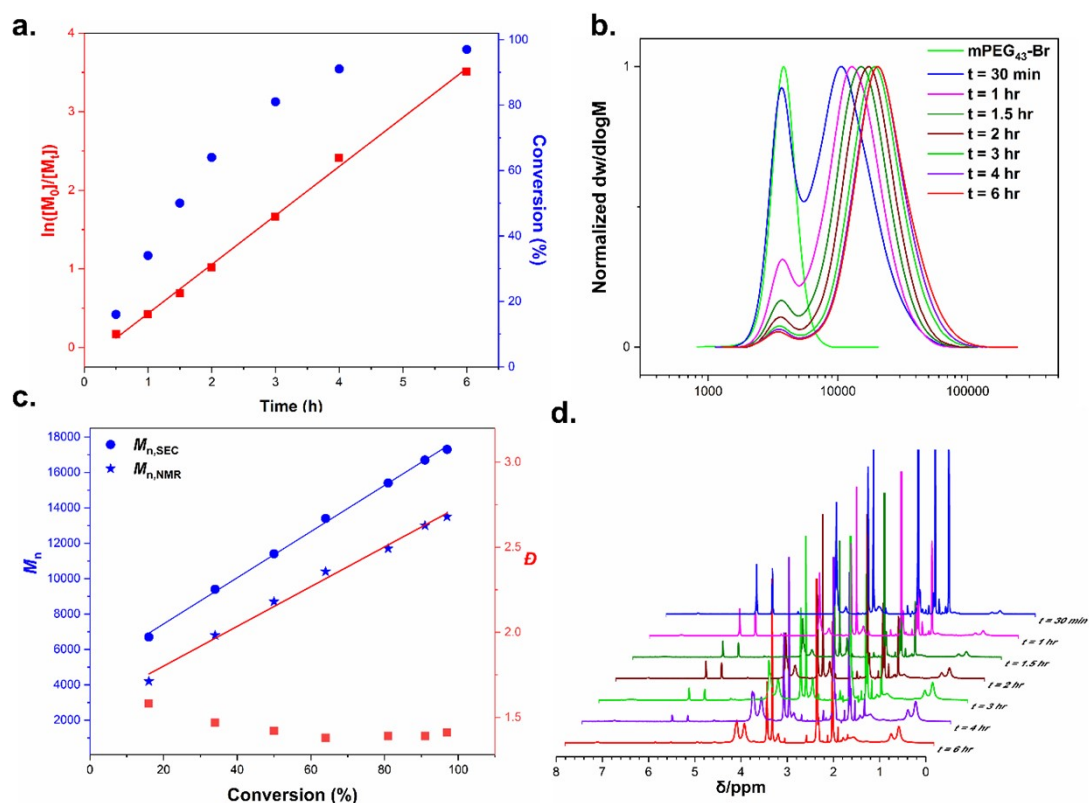 a.
ln([M₀]/[Mₜ])
4
3
2
1
0
Conversion (%)
100
80
60
40
20
0
0 1 2 3 4 5 6
Time (h)
b.
Normalized dw/dlogM
1
0
mPEG₄₃-Br
t = 30 min
t = 1 hr
t = 1.5 hr
t = 2 hr
t = 3 hr
t = 4 hr
t = 6 hr
1000 10000 100000
c.
Mₙ
18000
16000
14000
12000
10000
8000
6000
4000
2000
Mₙ,SEC
Mₙ,NMR
Đ
3.0
2.5
2.0
1.5
0 20 40 60 80 100
Conversion (%)
d.
t = 30 min
t = 1 hr
t = 1.5 hr
t = 2 hr
t = 3 hr
t = 4 hr
t = 6 hr
8 7 6 5 4 3 2 1 0
δ/ppm